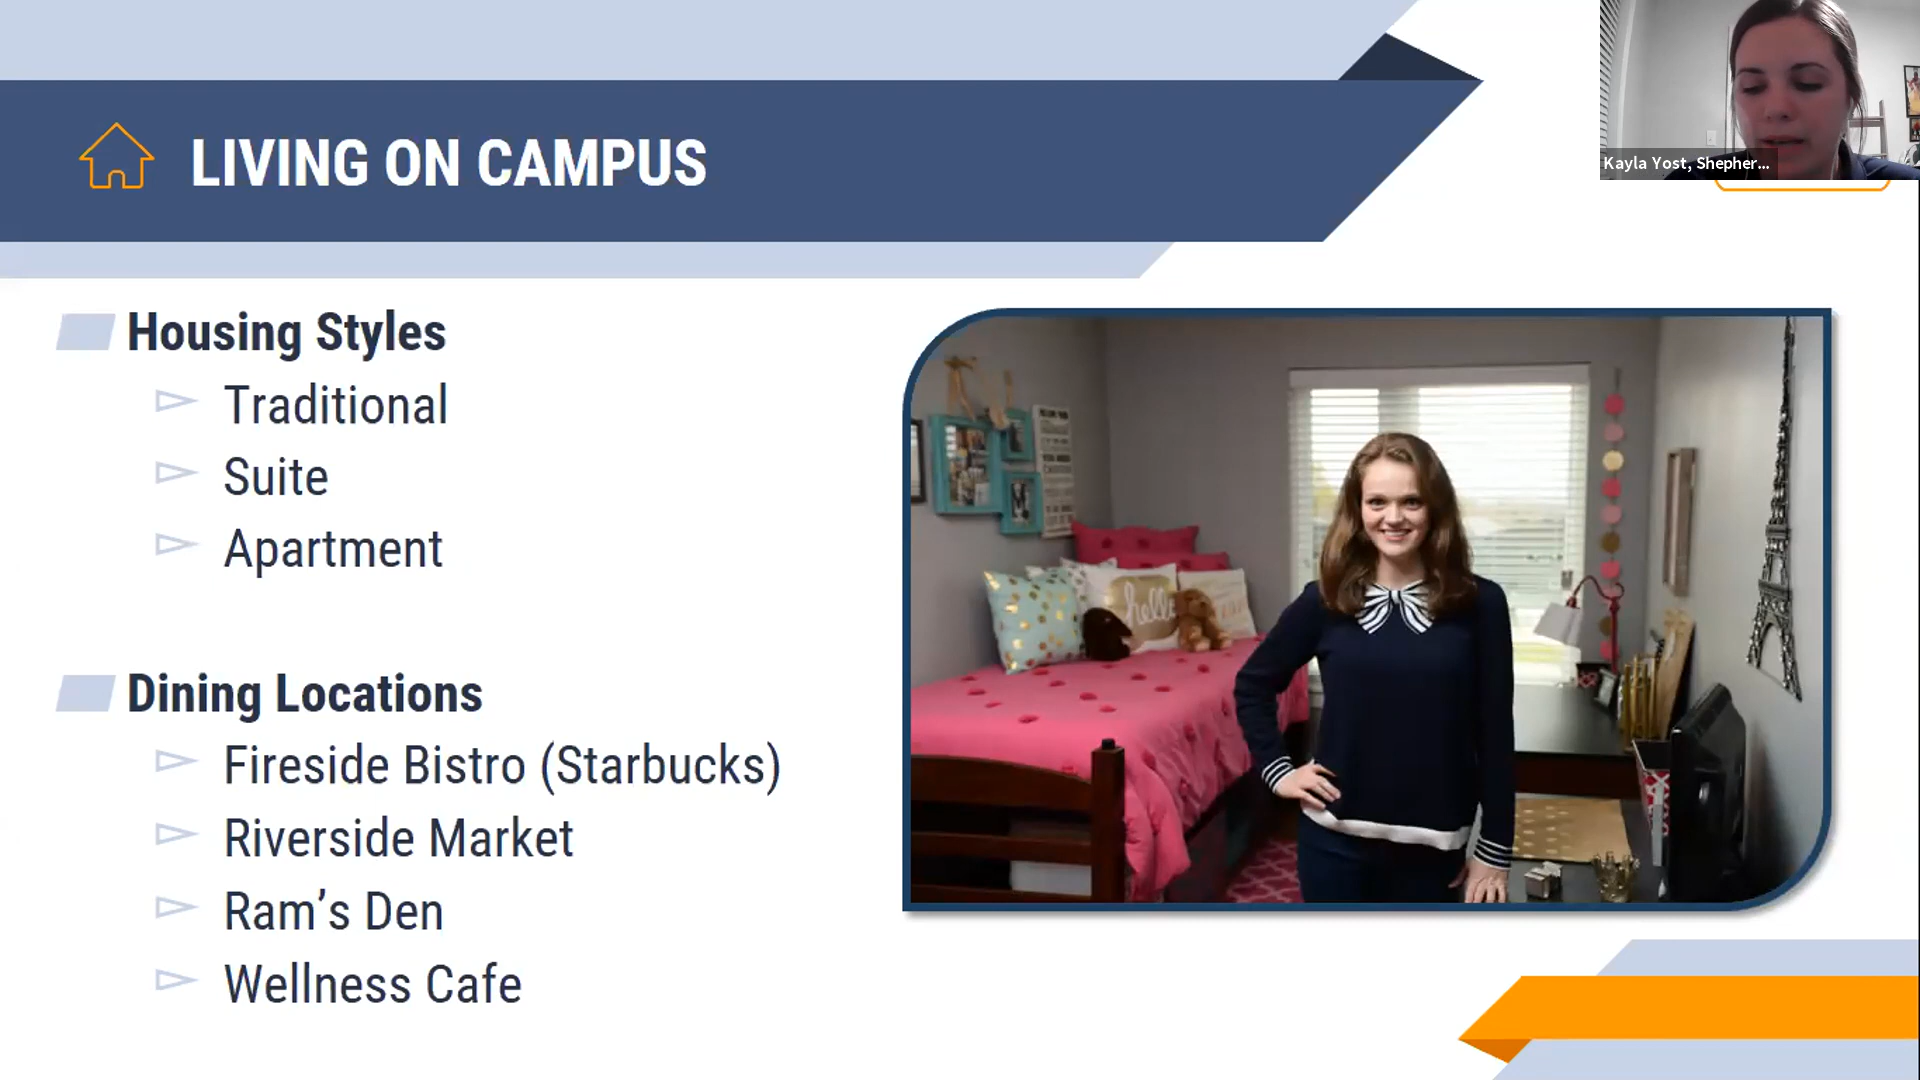 LIVING ON CAMPUS
Kayla Yost, Shepher...
Housing Styles
Traditional
Suite
Apartment
Dining Locations
Fireside Bistro (Starbucks)
Riverside Market
Ram’s Den
Wellness Cafe
hello